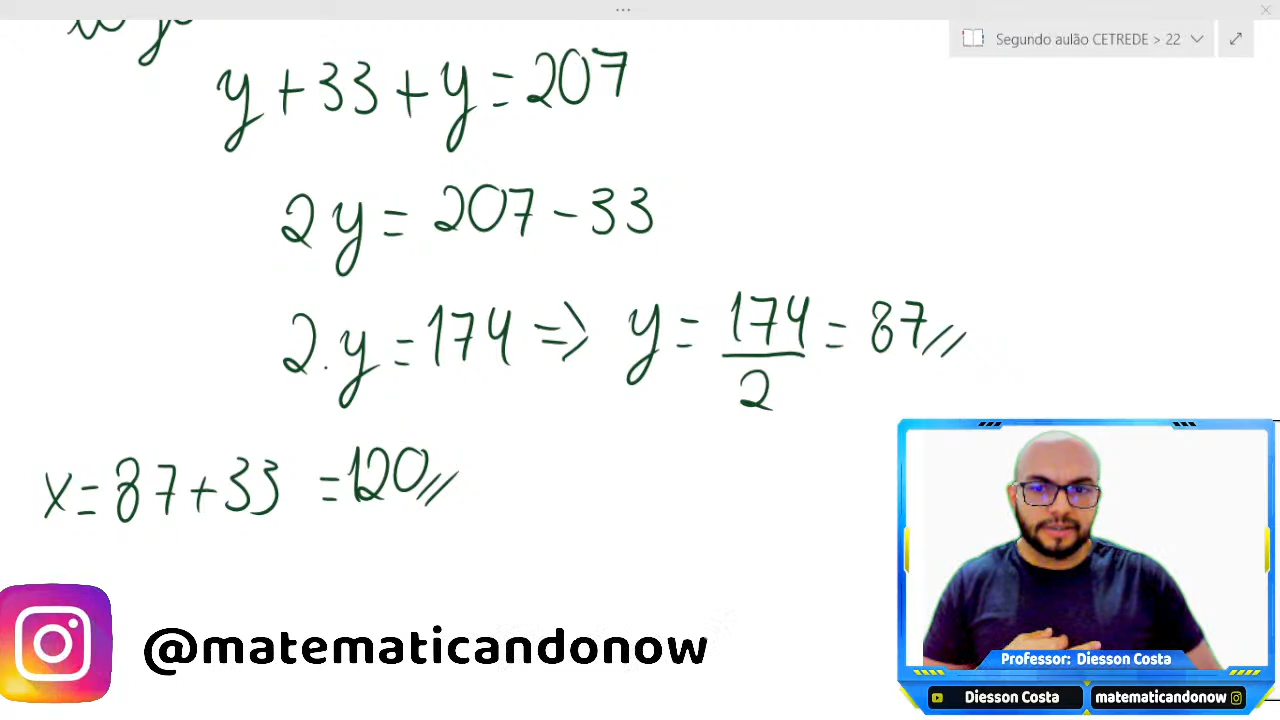 Segundo aulão CETREDE > 22
y + 33 + y = 207
2y = 207 - 33
2.y = 174 => y = 174/2 = 87//
x = 87 + 33 = 120//
@matematicandonow
Professor: Diesson Costa
Diesson Costa
matematicandonow